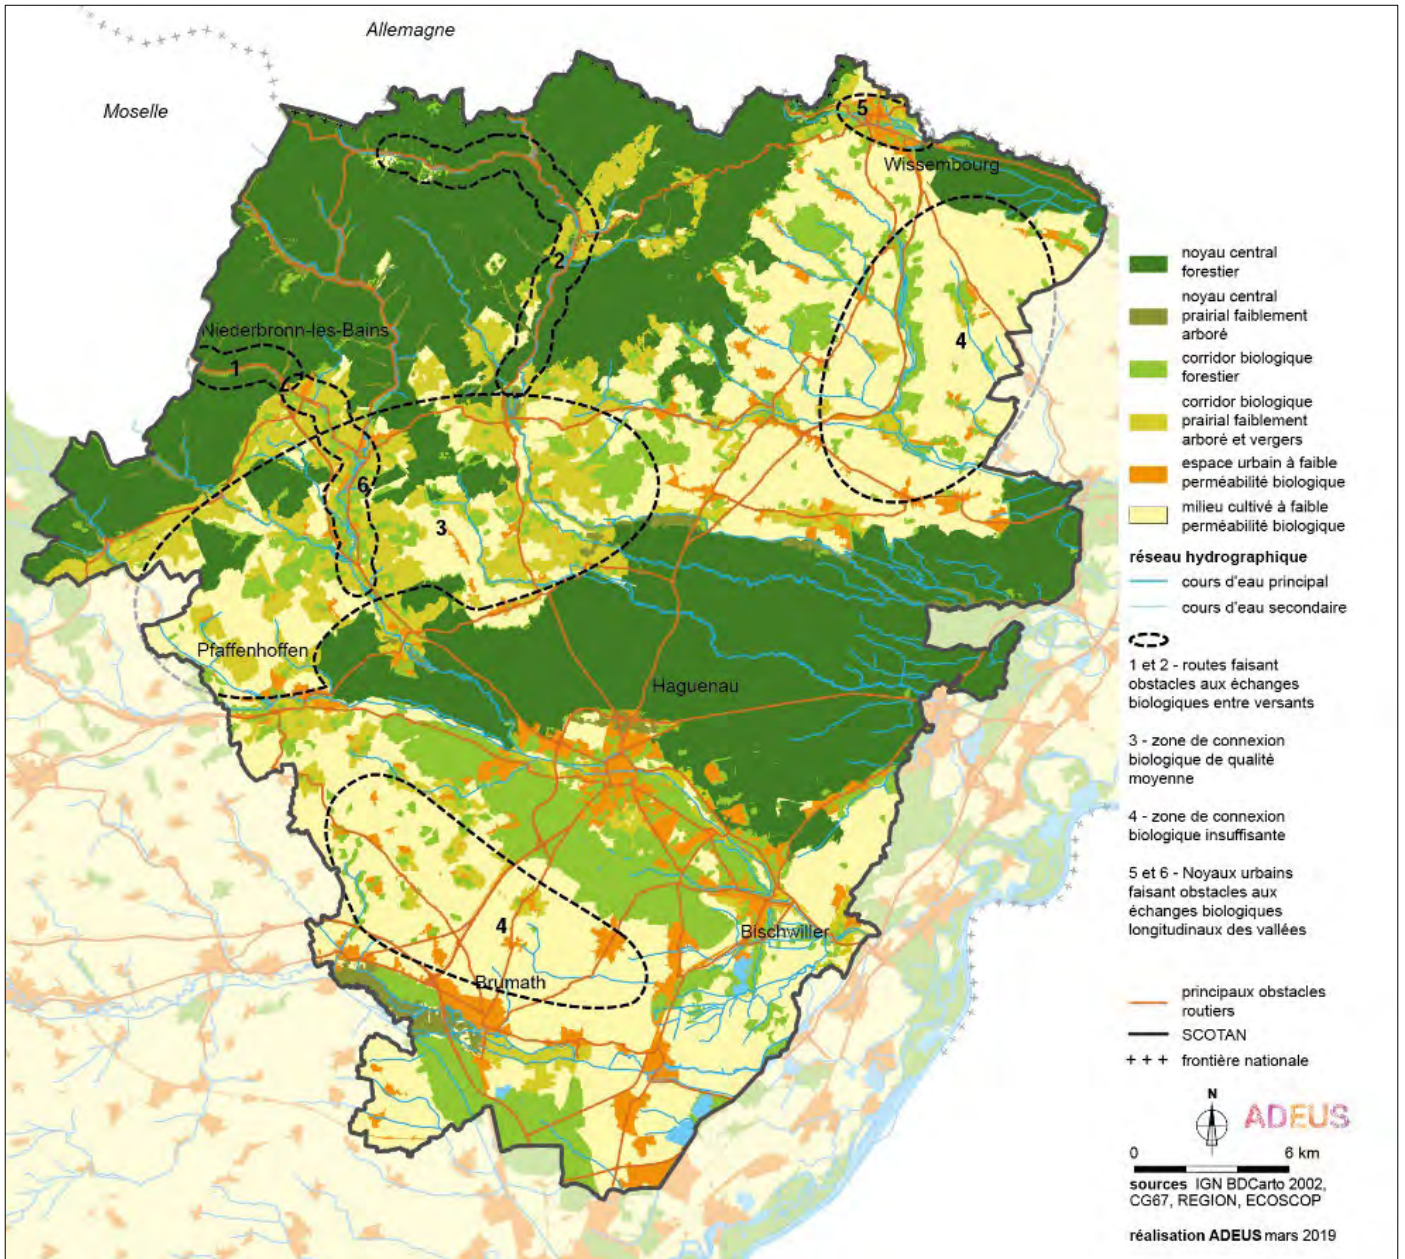 Allemagne
Moselle
5
Wissembourg
2
Niederbronn-les-Bains
1
4
6
3
Pfaffenhoffen
Haguenau
4
Bischwiller
Brumath
noyau central
forestier
noyau central
prairial faiblement
arboré
corridor biologique
forestier
corridor biologique
prairial faiblement
arboré et vergers
espace urbain à faible
perméabilité biologique
milieu cultivé à faible
perméabilité biologique
réseau hydrographique
cours d'eau principal
cours d'eau secondaire
1 et 2 - routes faisant
obstacles aux échanges
biologiques entre versants
3 - zone de connexion
biologique de qualité
moyenne
4 - zone de connexion
biologique insuffisante
5 et 6 - Noyaux urbains
faisant obstacles aux
échanges biologiques
longitudinaux des vallées
principaux obstacles
routiers
SCOTAN
frontière nationale
N
ADEUS
0 6 km
sources IGN BDCarto 2002,
CG67, REGION, ECOSCOP
réalisation ADEUS mars 2019